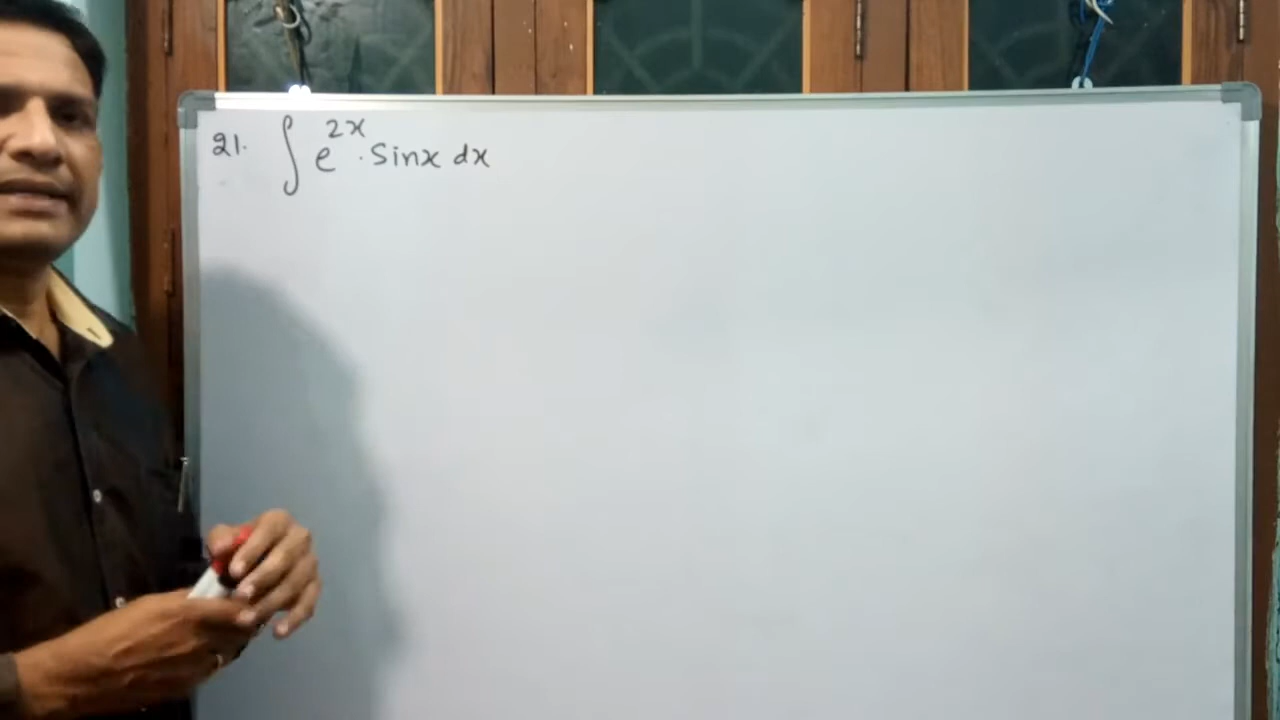 21. ∫ e^{2x} . Sinx dx